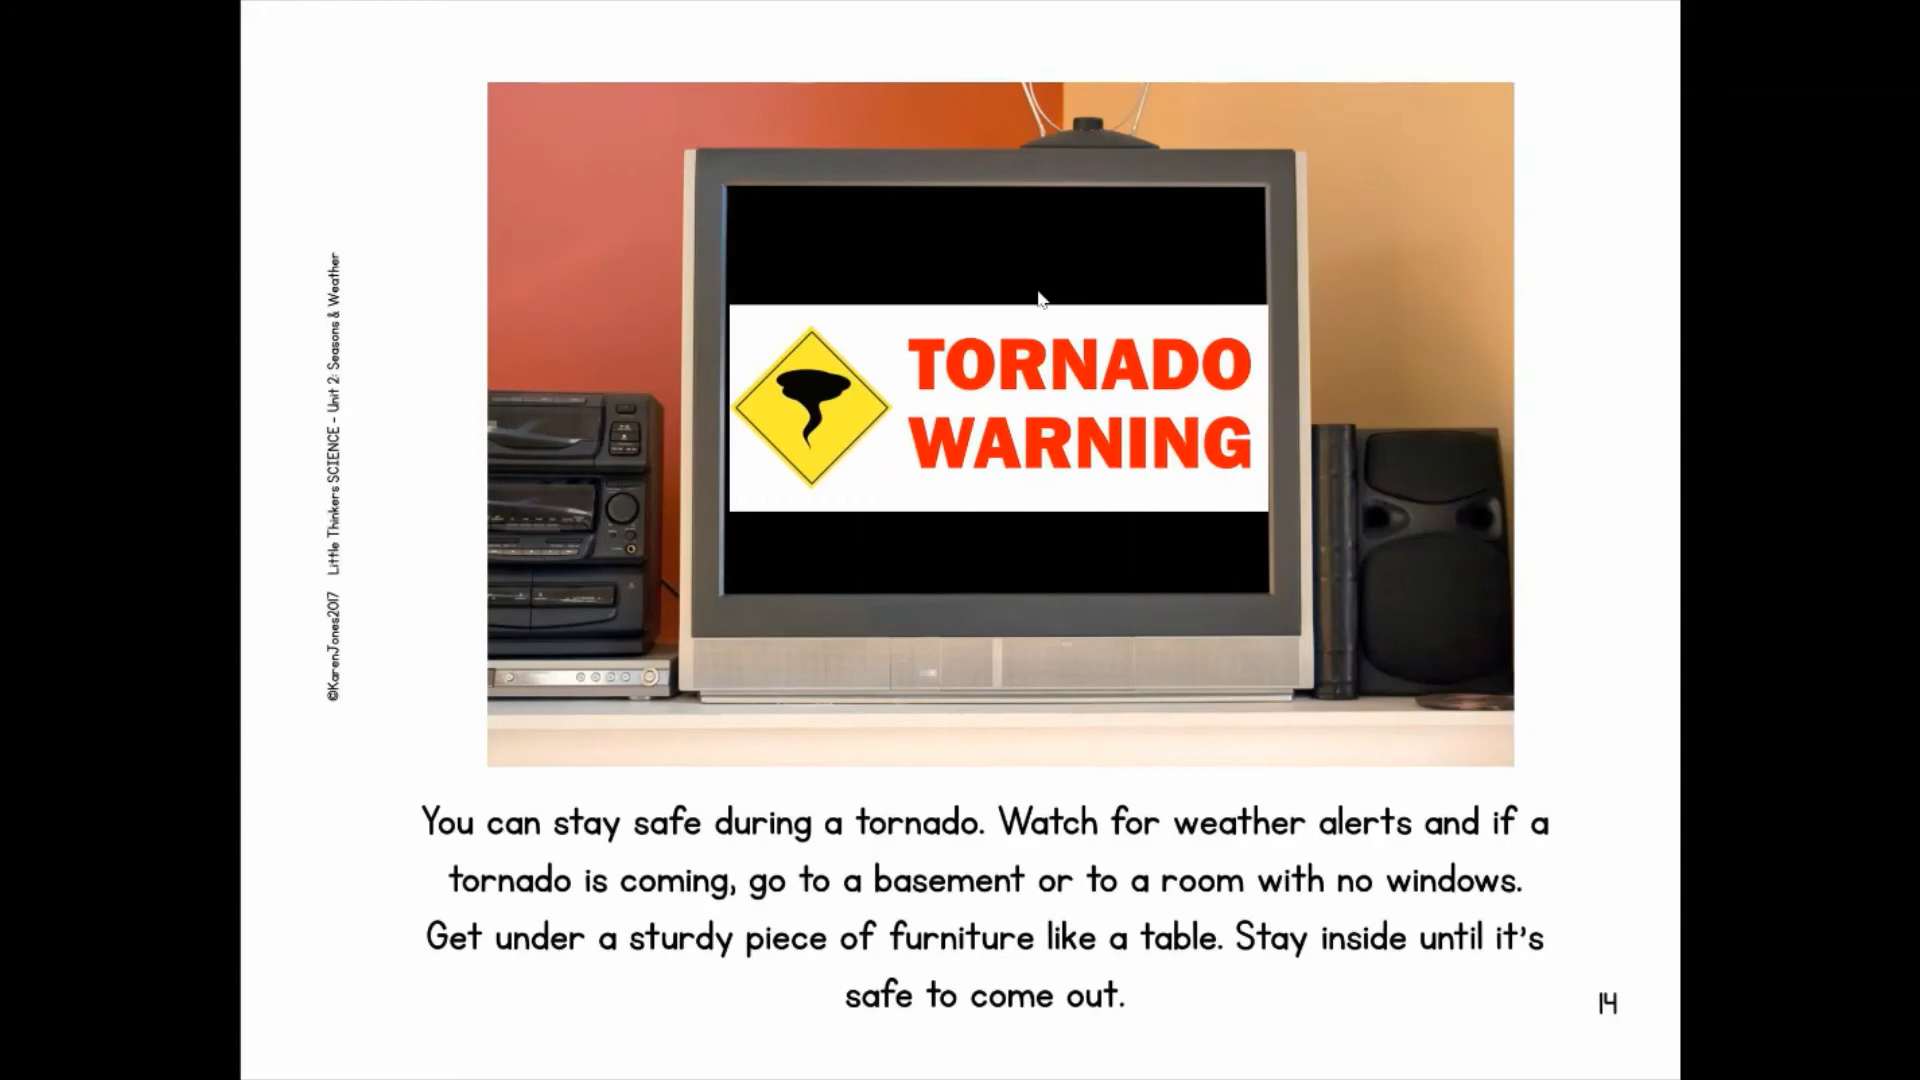 ©KarenJones2017 Little Thinkers SCIENCE - Unit 2: Seasons & Weather
TORNADO
WARNING
You can stay safe during a tornado. Watch for weather alerts and if a
tornado is coming, go to a basement or to a room with no windows.
Get under a sturdy piece of furniture like a table. Stay inside until it's
safe to come out.
14